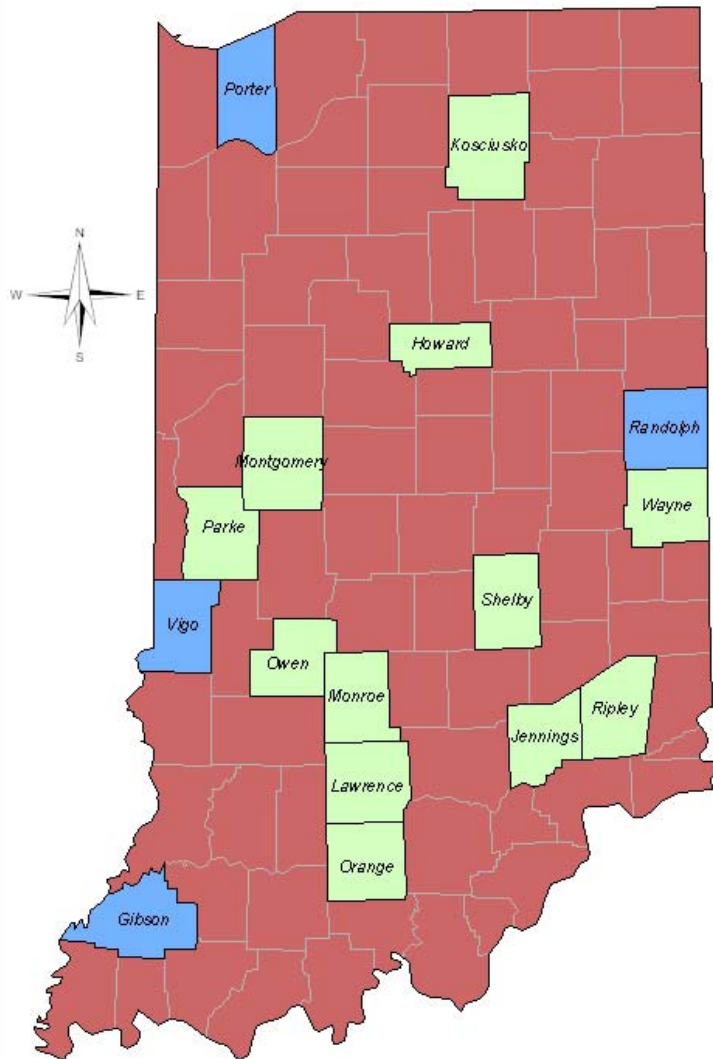 Porter
Kosciusko
N
W
E
S
Howard
Randolph
Montgomery
Wayne
Parke
Shelby
Vigo
Owen
Monroe
Ripley
Jennings
Lawrence
Orange
Gibson